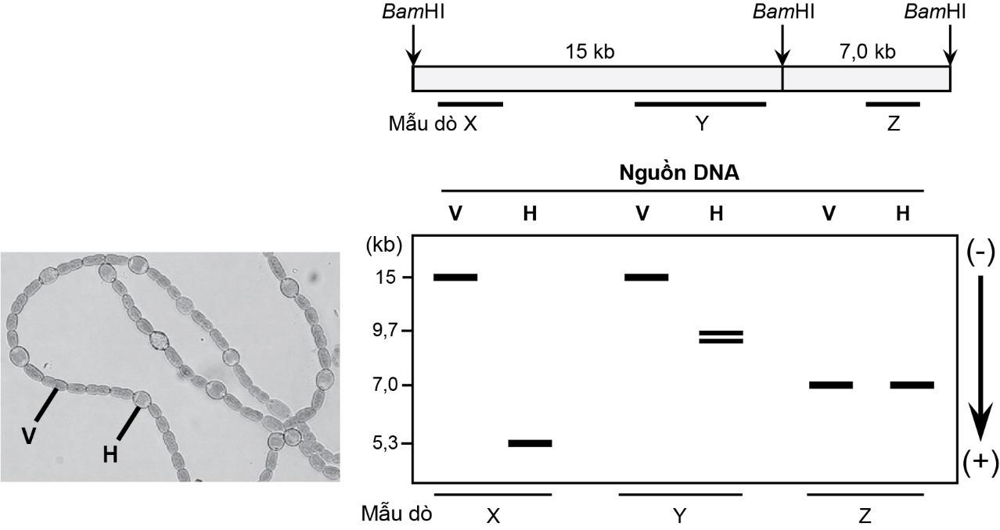 BamHI BamHI BamHI
15 kb 7,0 kb
Mẫu dò X Y Z
Nguồn DNA
V H V H V H
(kb)
(-)
15
9,7
7,0
5,3
(+)
V
H
Mẫu dò X Y Z